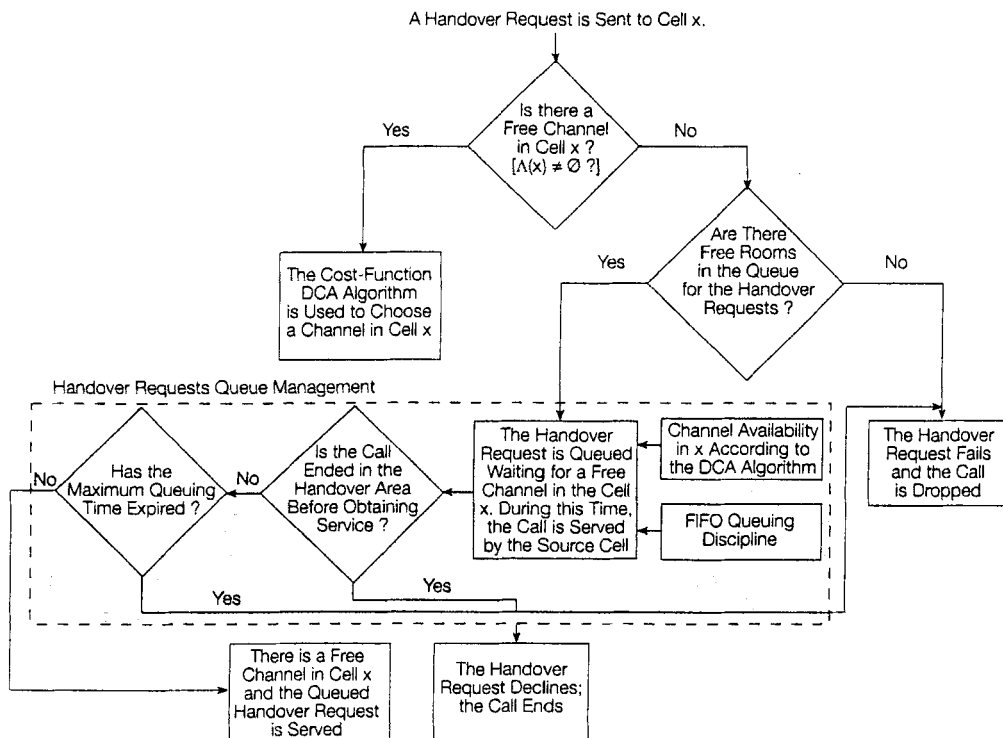 A Handover Request is Sent to Cell x.
Is there a
Free Channel
in Cell x ?
[Λ(x) ≠ Ø ?]
Yes
No
Are There
Free Rooms
in the Queue
for the Handover
Requests ?
Yes
No
The Cost-Function
DCA Algorithm
is Used to Choose
a Channel in Cell x
Handover Requests Queue Management
The Handover
Request is Queued
Waiting for a Free
Channel in the Cell
x. During this Time,
the Call is Served
by the Source Cell
Channel Availability
in x According to
the DCA Algorithm
FIFO Queuing
Discipline
The Handover
Request Fails
and the Call
is Dropped
Is the Call
Ended in the
Handover Area
Before Obtaining
Service ?
No
Yes
Has the
Maximum Queuing
Time Expired ?
No
Yes
There is a Free
Channel in Cell x
and the Queued
Handover Request
is Served
The Handover
Request Declines;
the Call Ends